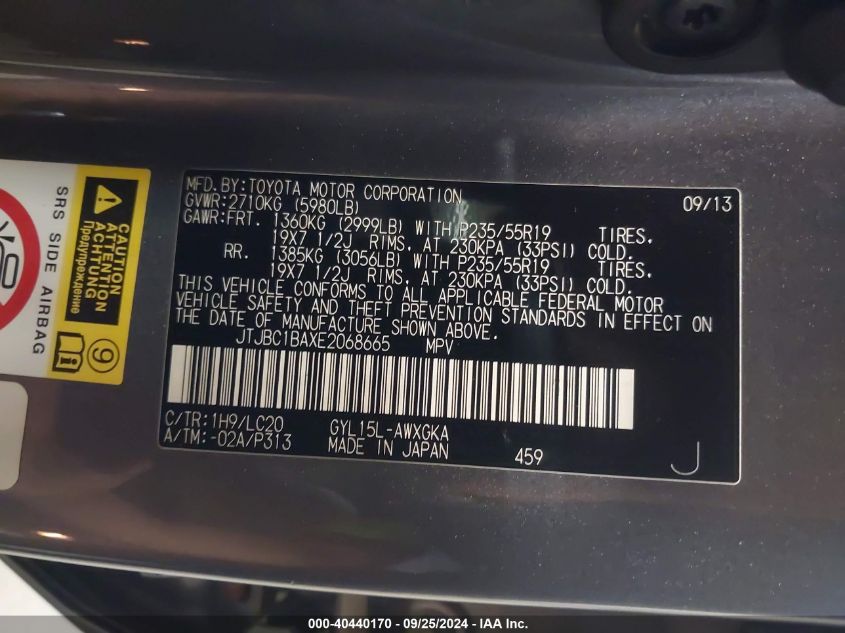 SRS SIDE AIRBAG
CAUTION
ATTENTION
ACHTUNG
Предупреждение
9
MFD.BY:TOYOTA MOTOR CORPORATION 09/13
GVWR:2710KG (5980LB)
GAWR:FRT. 1360KG (2999LB) WITH P235/55R19 TIRES,
19X7 1/2J RIMS, AT 230KPA (33PSI) COLD.
RR. 1385KG (3056LB) WITH P235/55R19 TIRES,
19X7 1/2J RIMS, AT 230KPA (33PSI) COLD.
THIS VEHICLE CONFORMS TO ALL APPLICABLE FEDERAL MOTOR
VEHICLE SAFETY AND THEFT PREVENTION STANDARDS IN EFFECT ON
THE DATE OF MANUFACTURE SHOWN ABOVE.
JTJBC1BAXE2068665 MPV
C/TR:1H9/LC20 GYL15L-AWXGKA
A/TM:-02A/P313 MADE IN JAPAN 459 J
000-40440170 - 09/25/2024 - IAA Inc.